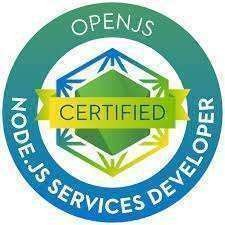 OPENJS
CERTIFIED
NODE.JS SERVICES DEVELOPER